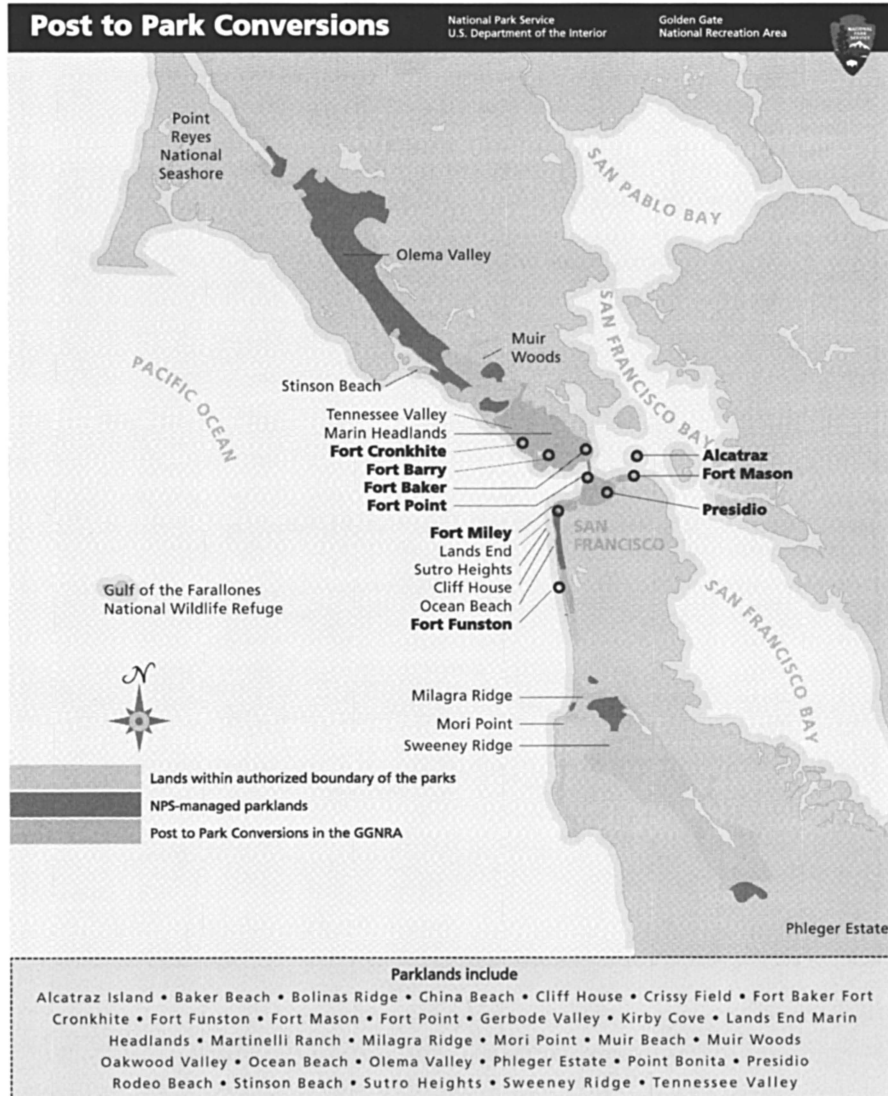 Post to Park Conversions
National Park Service
U.S. Department of the Interior
Golden Gate
National Recreation Area
NATIONAL
PARK
SERVICE
Point
Reyes
National
Seashore
SAN PABLO BAY
Olema Valley
SAN FRANCISCO BAY
Muir
Woods
PACIFIC OCEAN
Stinson Beach
Tennessee Valley
Marin Headlands
Fort Cronkhite
Fort Barry
Fort Baker
Fort Point
Alcatraz
Fort Mason
Presidio
Fort Miley
Lands End
Sutro Heights
Cliff House
Ocean Beach
Fort Funston
SAN
FRANCISCO
Gulf of the Farallones
National Wildlife Refuge
SAN FRANCISCO BAY
N
Milagra Ridge
Mori Point
Sweeney Ridge
Lands within authorized boundary of the parks
NPS-managed parklands
Post to Park Conversions in the GGNRA
Phleger Estate
Parklands include
Alcatraz Island • Baker Beach • Bolinas Ridge • China Beach • Cliff House • Crissy Field • Fort Baker Fort
Cronkhite • Fort Funston • Fort Mason • Fort Point • Gerbode Valley • Kirby Cove • Lands End Marin
Headlands • Martinelli Ranch • Milagra Ridge • Mori Point • Muir Beach • Muir Woods
Oakwood Valley • Ocean Beach • Olema Valley • Phleger Estate • Point Bonita • Presidio
Rodeo Beach • Stinson Beach • Sutro Heights • Sweeney Ridge • Tennessee Valley